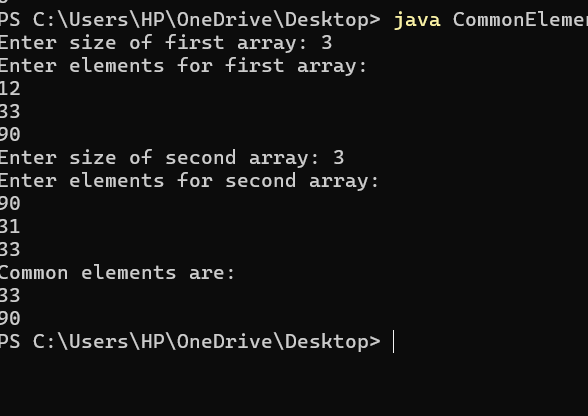 PS C:\Users\HP\OneDrive\Desktop> java CommonEleme
Enter size of first array: 3
Enter elements for first array:
12
33
90
Enter size of second array: 3
Enter elements for second array:
90
31
33
Common elements are:
33
90
PS C:\Users\HP\OneDrive\Desktop>